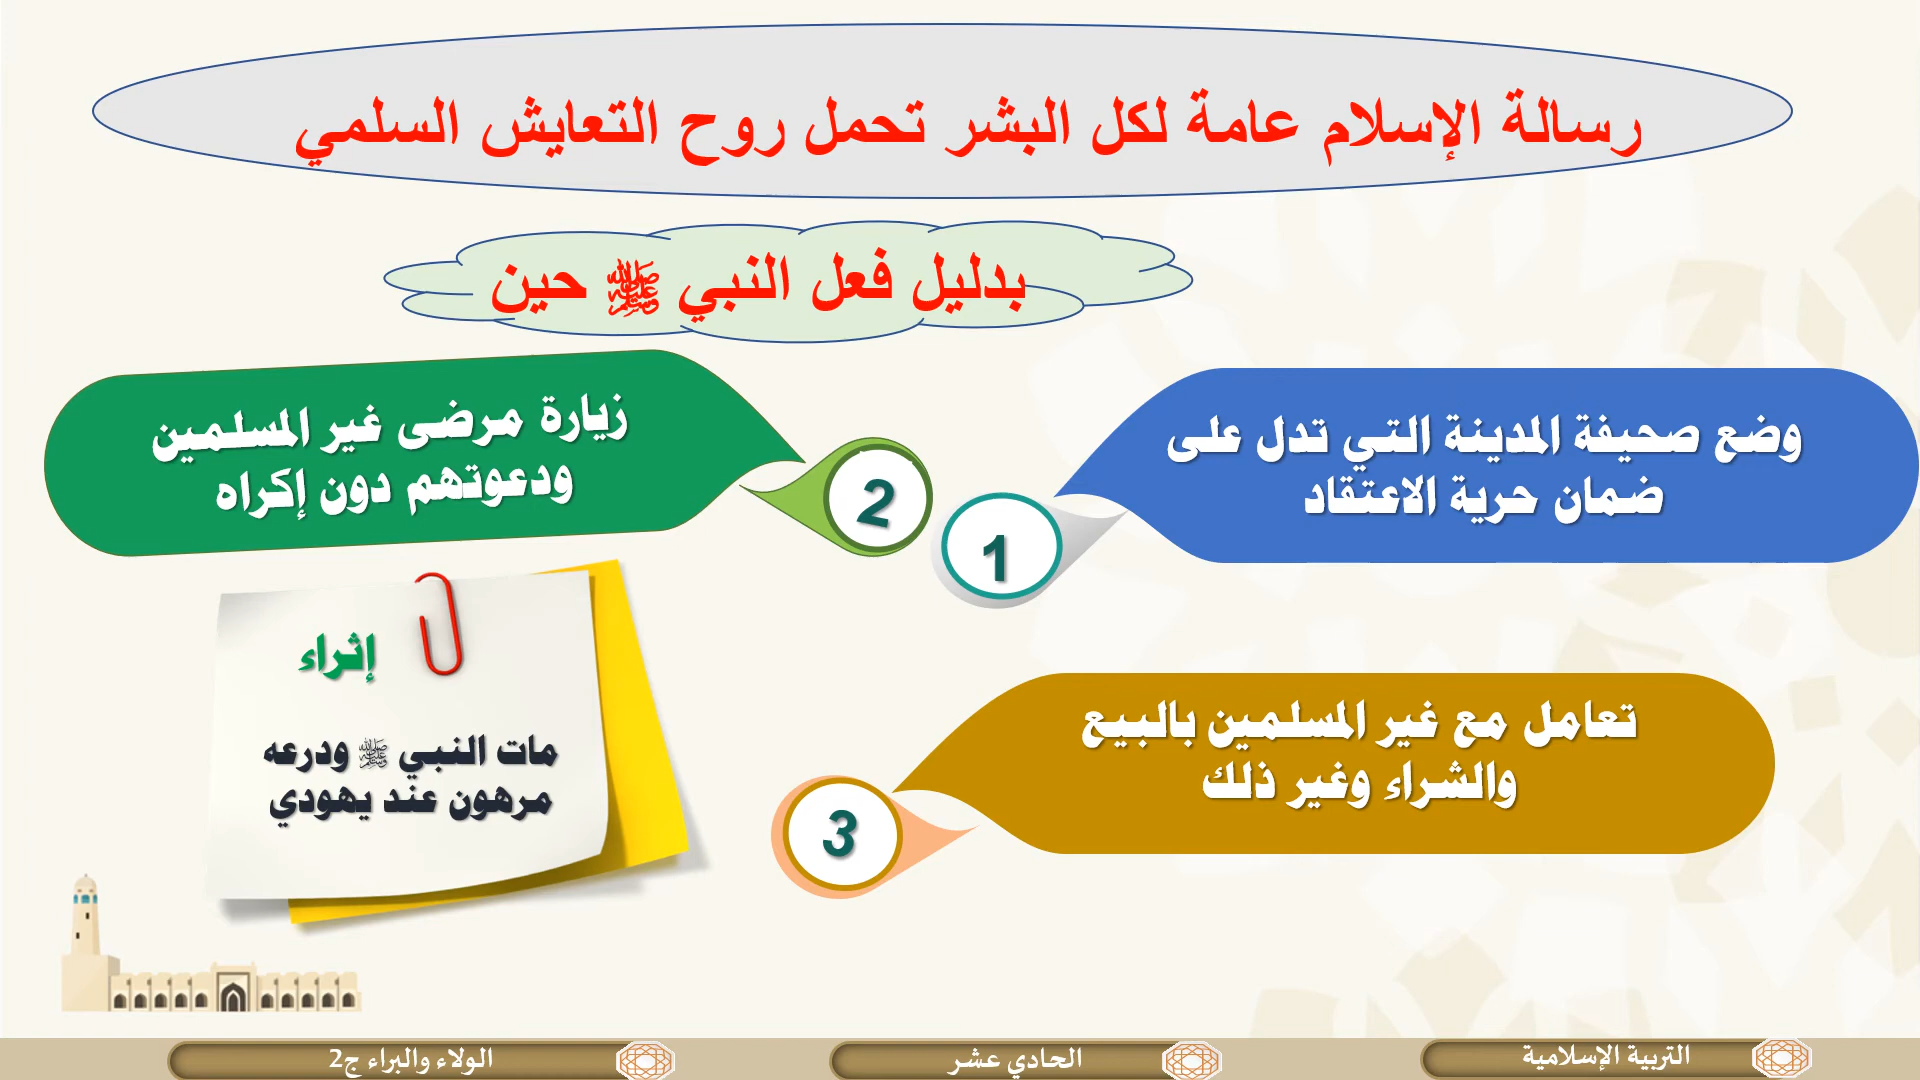 رسالة الإسلام عامة لكل البشر تحمل روح التعايش السلمي
بدليل فعل النبي ﷺ حين
1
وضع صحيفة المدينة التي تدل على
ضمان حرية الاعتقاد
2
زيارة مرضى غير المسلمين
ودعوتهم دون إكراه
3
تعامل مع غير المسلمين بالبيع
والشراء وغير ذلك
إثراء
مات النبي ﷺ ودرعه
مرهون عند يهودي
التربية الإسلامية
الحادي عشر
الولاء والبراء ج2